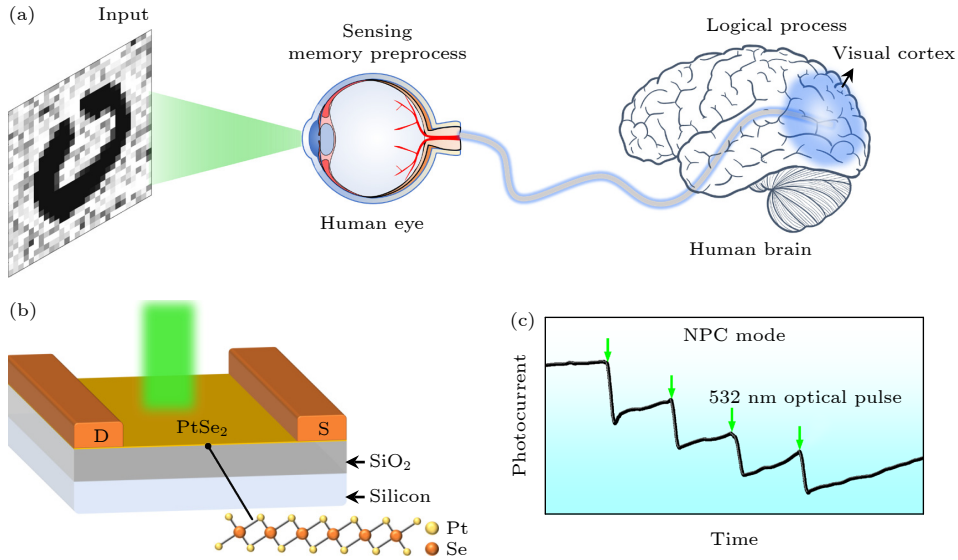 (a)
Input
Sensing
memory preprocess
Human eye
Logical process
Visual cortex
Human brain
(b)
D
PtSe₂
S
SiO₂
Silicon
Pt
Se
(c)
NPC mode
532 nm optical pulse
Photocurrent
Time